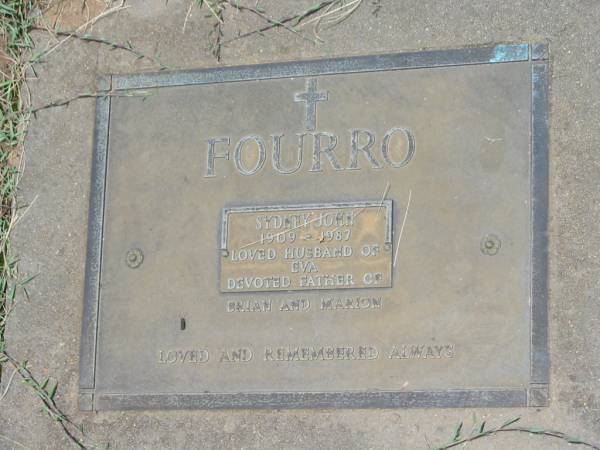 FOURRO
SYDNEY JOHN
1909 - 1987
LOVED HUSBAND OF
EVA
DEVOTED FATHER OF
BRIAN AND MARION
LOVED AND REMEMBERED ALWAYS